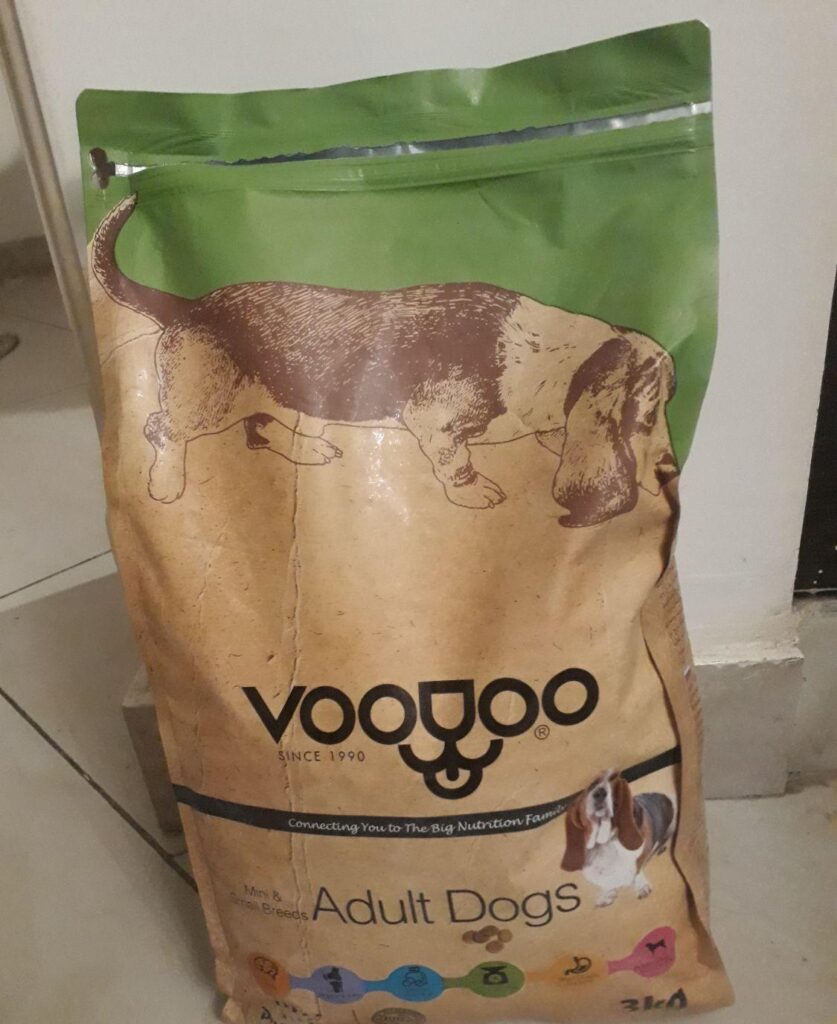 VOODOO
®
SINCE 1990
Connecting You to The Big Nutrition Family
Mini &
Small Breeds
Adult Dogs
3kg